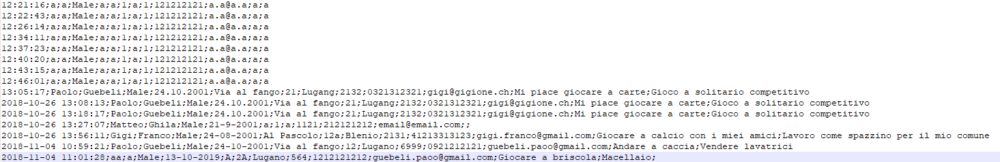 12:21:16;a;a;Male;a;a;1;a;1;121212121;a.a@a.a;a;a
12:22:43;a;a;Male;a;a;1;a;1;121212121;a.a@a.a;a;a
12:26:14;a;a;Male;a;a;1;a;1;121212121;a.a@a.a;a;a
12:34:11;a;a;Male;a;a;1;a;1;121212121;a.a@a.a;a;a
12:37:23;a;a;Male;a;a;1;a;1;121212121;a.a@a.a;a;a
12:40:20;a;a;Male;a;a;1;a;1;121212121;a.a@a.a;a;a
12:43:15;a;a;Male;a;a;1;a;1;121212121;a.a@a.a;a;a
12:46:01;a;a;Male;a;a;1;a;1;121212121;a.a@a.a;a;a
13:05:17;Paolo;Guebeli;Male;24.10.2001;Via al fango;21;Lugang;2132;0321312321;gigi@gigione.ch;Mi piace giocare a carte;Gioco a solitario competitivo
2018-10-26 13:08:13;Paolo;Guebeli;Male;24.10.2001;Via al fango;21;Lugang;2132;0321312321;gigi@gigione.ch;Mi piace giocare a carte;Gioco a solitario competitivo
2018-10-26 13:18:17;Paolo;Guebeli;Male;24.10.2001;Via al fango;21;Lugang;2132;0321312321;gigi@gigione.ch;Mi piace giocare a carte;Gioco a solitario competitivo
2018-10-26 13:27:07;Matteo;Ghila;Male;21-9-2001;a;1;a;1121;212121212;email@email.com;;
2018-10-26 13:56:11;Gigi;Franco;Male;24-08-2001;Al Pascolo;12a;Blenio;2131;41213313123;gigi.franco@gmail.com;Giocare a calcio con i miei amici;Lavoro come spazzino per il mio comune
2018-11-04 10:59:21;Paolo;Guebeli;Male;24-10-2001;Via al fango;12;Lugano;6999;0921212121;guebeli.paoo@gmail.com;Andare a caccia;Vendere lavatrici
2018-11-04 11:01:28;aa;a;Male;13-10-2019;A;2A;Lugano;564;1212121212;guebeli.paoo@gmail.com;Giocare a briscola;Macellaio;